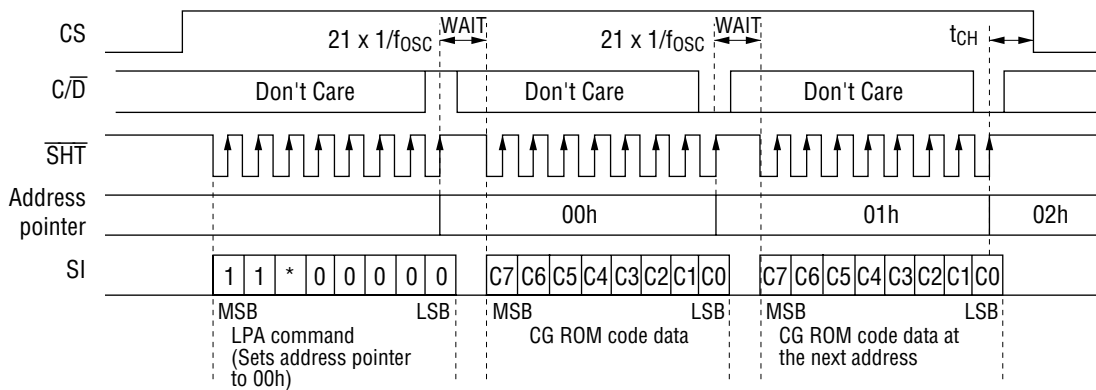 CS
21 x 1/fOSC
WAIT
21 x 1/fOSC
WAIT
tCH
C/D̅
Don't Care
Don't Care
Don't Care
S̅H̅T̅
Address
pointer
00h
01h
02h
SI
1 1 * 0 0 0 0 0
C7 C6 C5 C4 C3 C2 C1 C0
C7 C6 C5 C4 C3 C2 C1 C0
MSB
LSB
MSB
LSB
MSB
LSB
LPA command
(Sets address pointer
to 00h)
CG ROM code data
CG ROM code data at
the next address